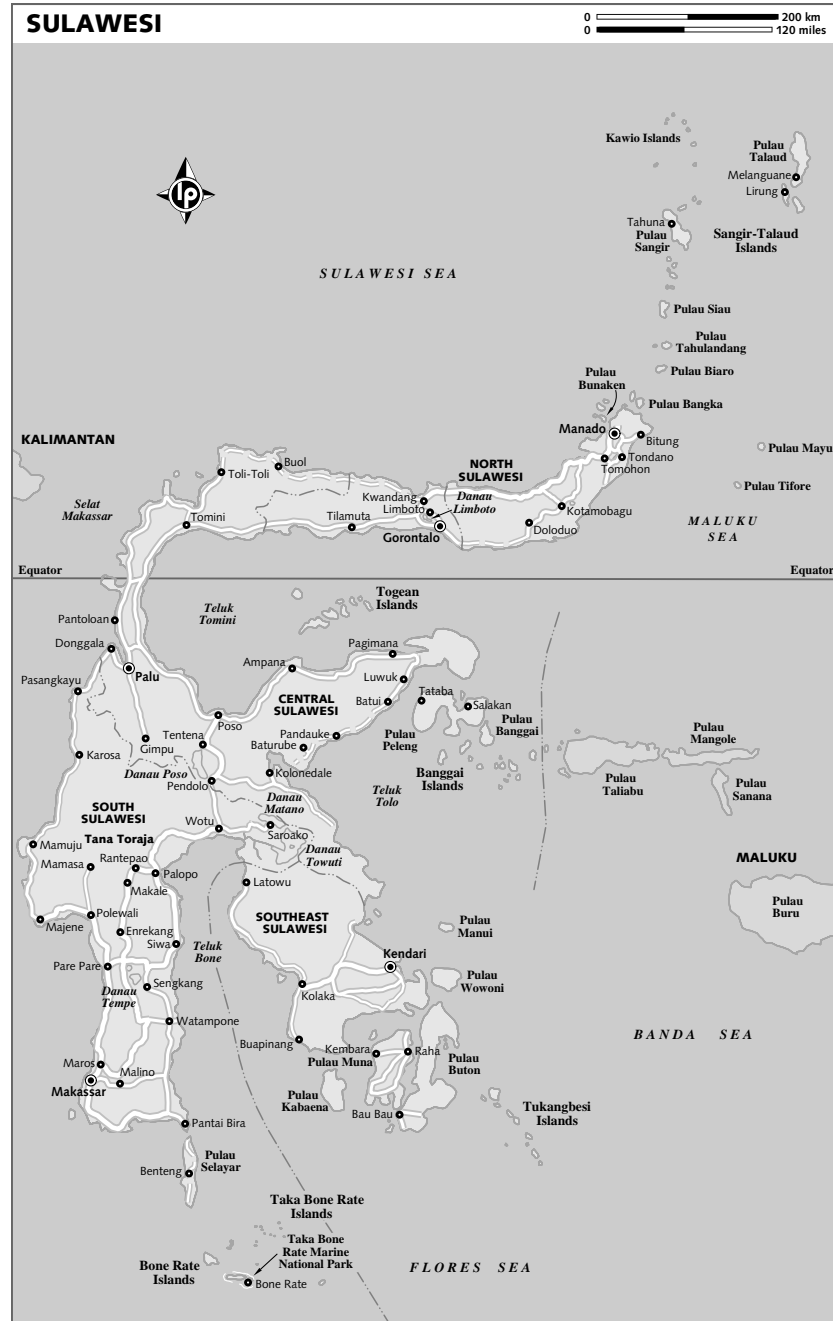 SULAWESI
0 200 km
0 120 miles
lp
Kawio Islands
Pulau
Talaud
Melanguane
Lirung
Tahuna
Pulau
Sangir
Sangir-Talaud
Islands
SULAWESI SEA
Pulau Siau
Pulau
Tahulandang
Pulau Biaro
Pulau
Bunaken
Pulau Bangka
Manado
Bitung
KALIMANTAN
Pulau Mayu
Tondano
Tomohon
Buol
NORTH
SULAWESI
Toli-Toli
Pulau Tifore
Kwandang
Danau
Limboto
Limboto
Selat
Makassar
Kotamobagu
Tomini
Tilamuta
Gorontalo
Doloduo
MALUKU
SEA
Equator
Equator
Togean
Islands
Teluk
Tomini
Pantoloan
Donggala
Pagimana
Ampana
Palu
Luwuk
Pasangkayu
CENTRAL
SULAWESI
Batui
Tataba
Salakan
Poso
Pulau
Banggai
Pandauke
Tentena
Gimpu
Baturube
Pulau
Peleng
Pulau
Mangole
Karosa
Danau Poso
Kolonedale
Banggai
Islands
Pendolo
Teluk
Tolo
Pulau
Taliabu
Pulau
Sanana
Danau
Matano
SOUTH
SULAWESI
Wotu
Tana Toraja
Saroako
Mamuju
Danau
Towuti
Mamasa
Rantepao
Palopo
MALUKU
Makale
Latowu
Pulau
Buru
Polewali
Majene
SOUTHEAST
SULAWESI
Pulau
Manui
Enrekang
Siwa
Teluk
Bone
Kendari
Pare Pare
Pulau
Wowoni
Danau
Tempe
Sengkang
Kolaka
Watampone
BANDA SEA
Buapinang
Kembara
Raha
Pulau Muna
Pulau
Buton
Maros
Malino
Makassar
Pulau
Kabaena
Tukangbesi
Islands
Bau Bau
Pantai Bira
Pulau
Selayar
Benteng
Taka Bone Rate
Islands
Taka Bone
Rate Marine
National Park
Bone Rate
Islands
Bone Rate
FLORES SEA